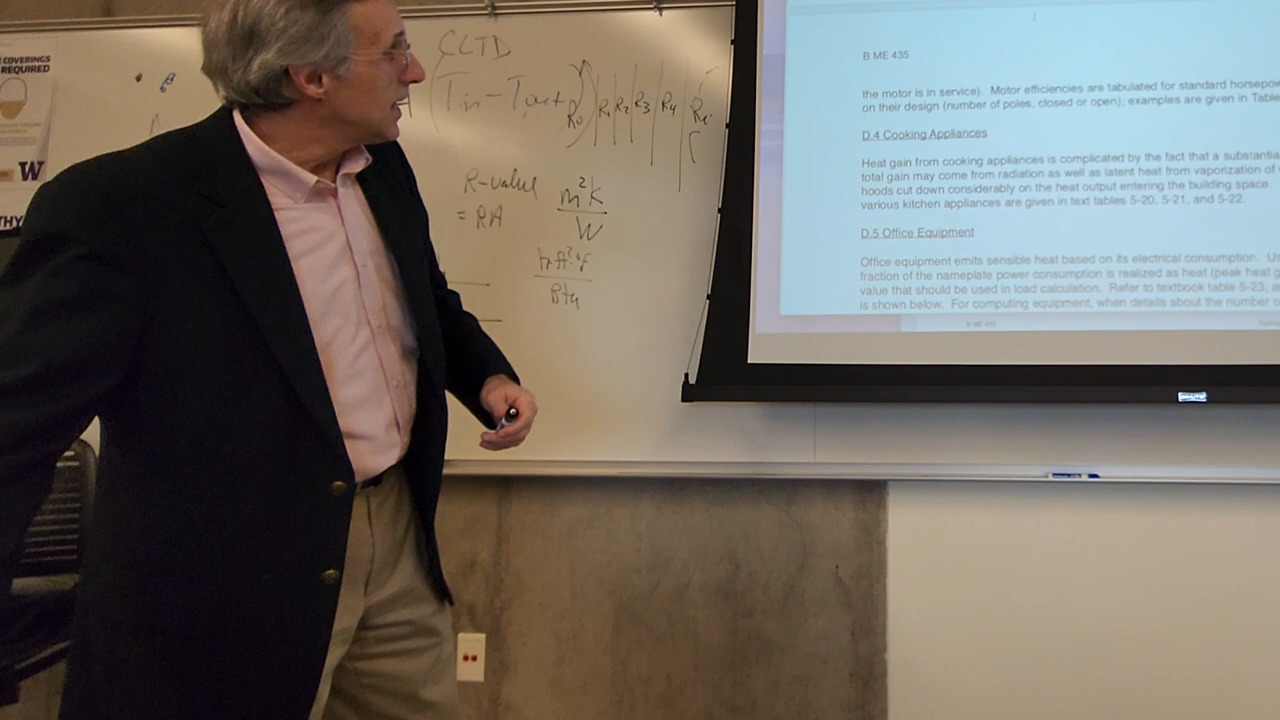 COVERINGS
REQUIRED
W
CLTD
(Tin - Tout)
R0 R1 R2 R3 R4 Ri
R-value
= RA
m²K
W
hr ft² °F
Btu
B ME 435
the motor is in service). Motor efficiencies are tabulated for standard horsepow
on their design (number of poles, closed or open); examples are given in Table
D.4 Cooking Appliances
Heat gain from cooking appliances is complicated by the fact that a substantia
total gain may come from radiation as well as latent heat from vaporization of
hoods cut down considerably on the heat output entering the building space.
various kitchen appliances are given in text tables 5-20, 5-21, and 5-22.
D.5 Office Equipment
Office equipment emits sensible heat based on its electrical consumption. Us
fraction of the nameplate power consumption is realized as heat (peak heat g
value that should be used in load calculation. Refer to textbook table 5-23, a
is shown below. For computing equipment, when details about the number o
B ME 435